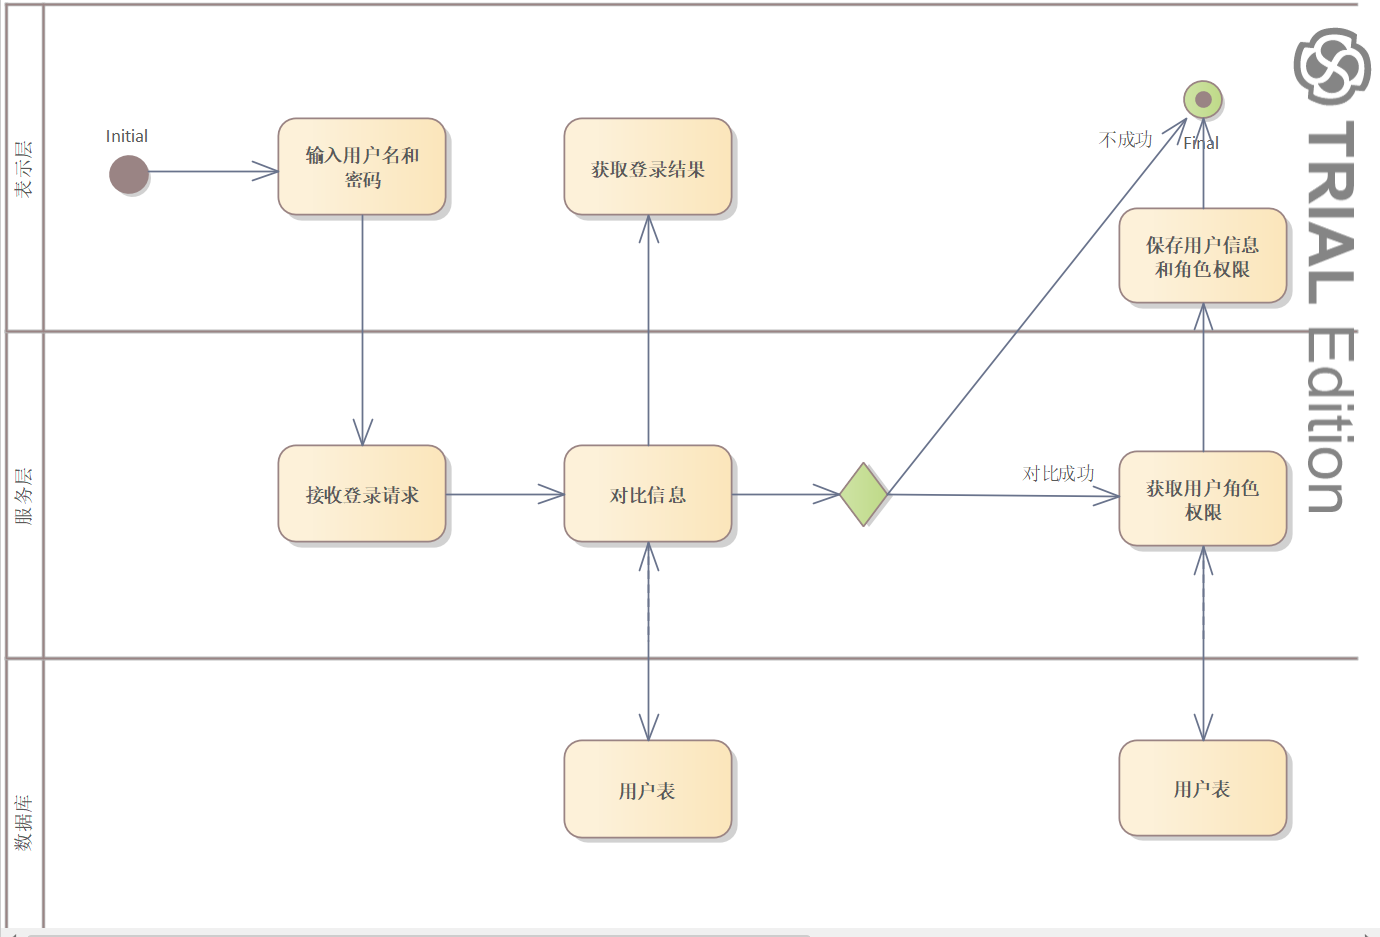 表示层
Initial
输入用户名和
密码
获取登录结果
不成功
Final
保存用户信息
和角色权限
服务层
接收登录请求
对比信息
对比成功
获取用户角色
权限
数据库
用户表
用户表
TRIAL Edition